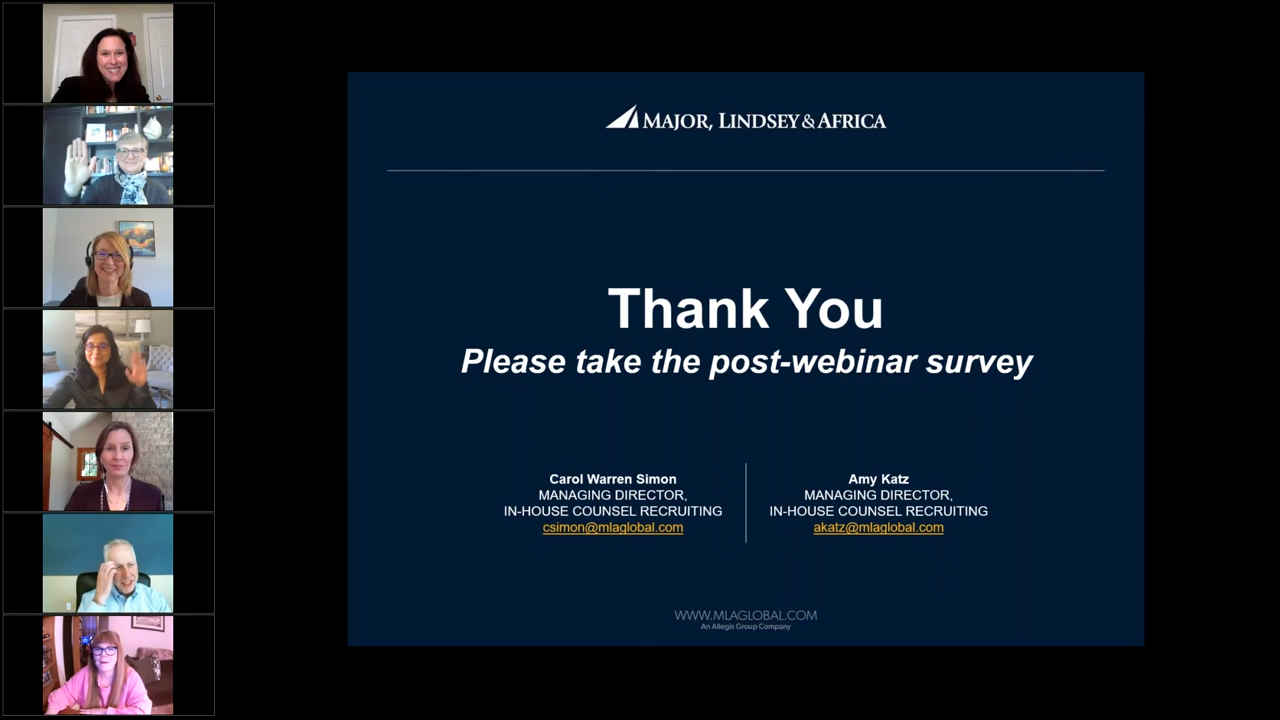 MAJOR, LINDSEY & AFRICA
Thank You
Please take the post-webinar survey
Carol Warren Simon
MANAGING DIRECTOR,
IN-HOUSE COUNSEL RECRUITING
csimon@mlaglobal.com
Amy Katz
MANAGING DIRECTOR,
IN-HOUSE COUNSEL RECRUITING
akatz@mlaglobal.com
WWW.MLAGLOBAL.COM
An Allegis Group Company